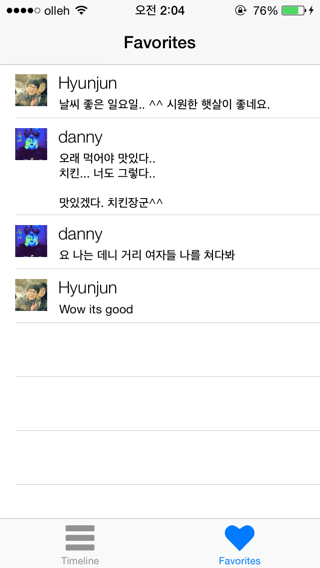 olleh 오전 2:04 76%
Favorites
Hyunjun
날씨 좋은 일요일.. ^^ 시원한 햇살이 좋네요.
danny
오래 먹어야 맛있다..
치킨... 너도 그렇다..
맛있겠다. 치킨장군^^
danny
요 나는 데니 거리 여자들 나를 쳐다봐
Hyunjun
Wow its good
Timeline
Favorites